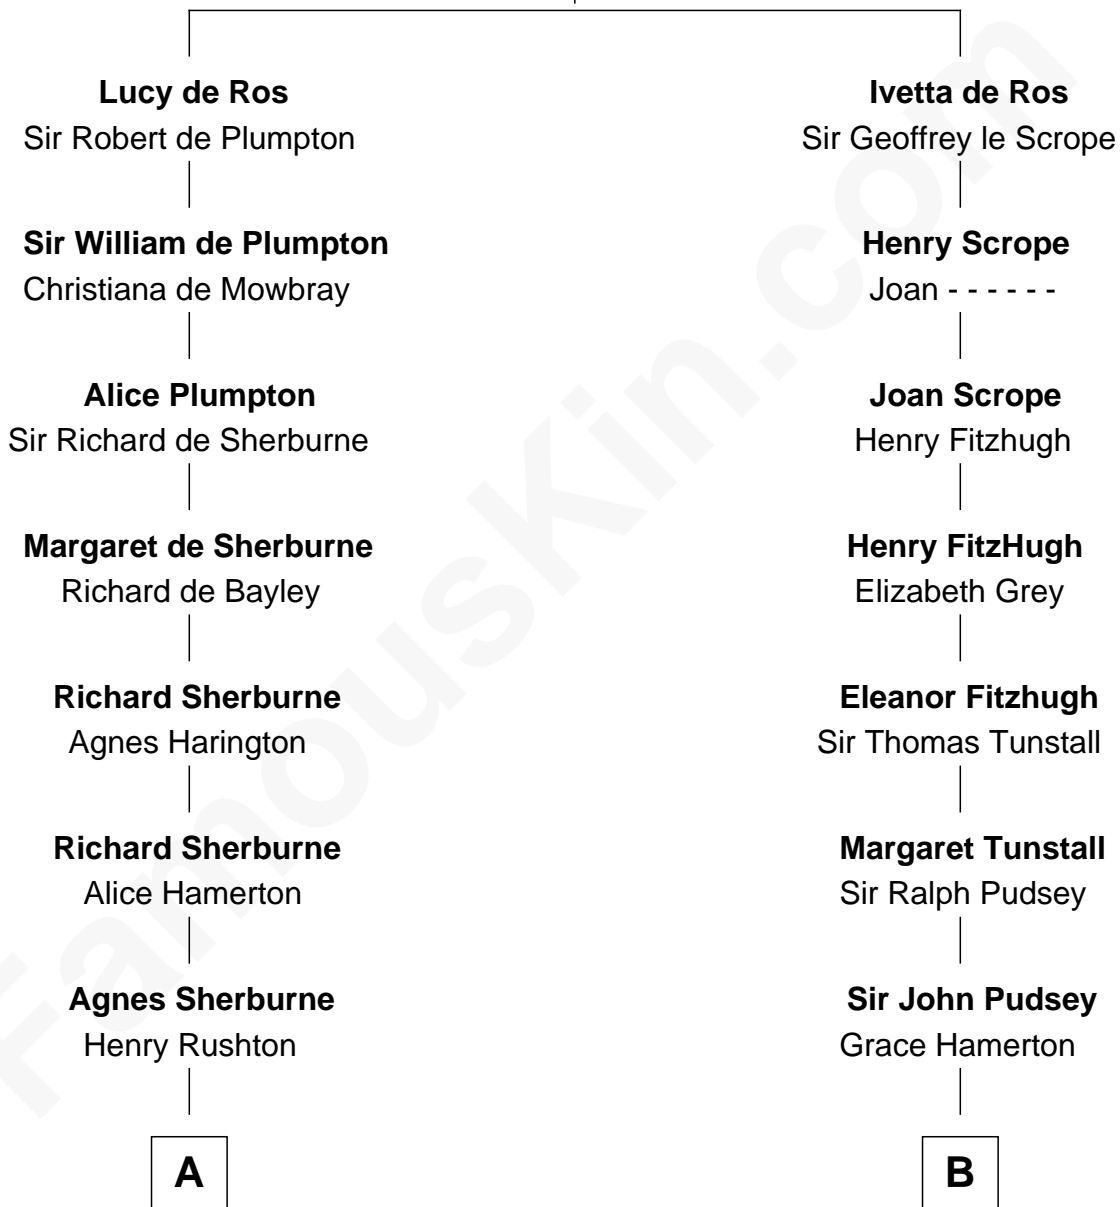 Lucy de Ros
Sir Robert de Plumpton
Ivetta de Ros
Sir Geoffrey le Scrope
Sir William de Plumpton
Christiana de Mowbray
Henry Scrope
Joan - - - - - -
Alice Plumpton
Sir Richard de Sherburne
Joan Scrope
Henry Fitzhugh
Margaret de Sherburne
Richard de Bayley
Henry FitzHugh
Elizabeth Grey
Richard Sherburne
Agnes Harington
Eleanor Fitzhugh
Sir Thomas Tunstall
Richard Sherburne
Alice Hamerton
Margaret Tunstall
Sir Ralph Pudsey
Agnes Sherburne
Henry Rushton
Sir John Pudsey
Grace Hamerton
A
B
FamousKin.com